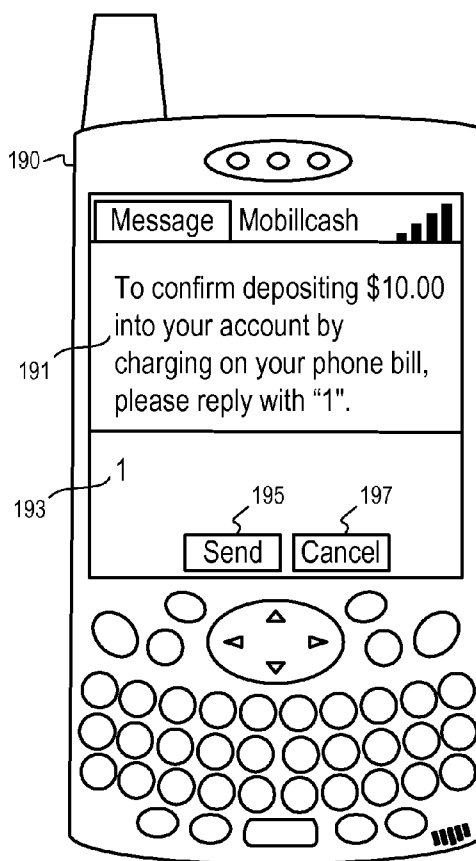 190
Message Mobillcash
To confirm depositing $10.00
into your account by
191
charging on your phone bill,
please reply with “1".
1
193
195 197
Send Cancel